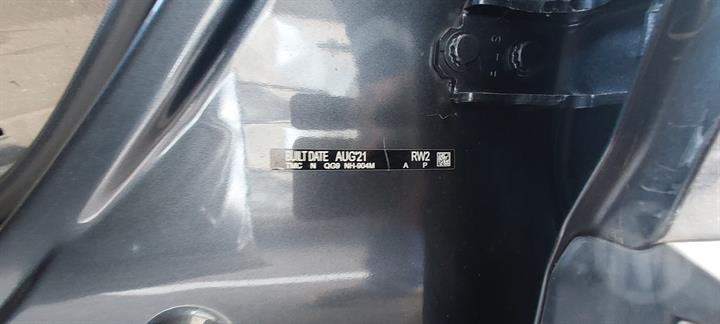 BUILT DATE AUG'21 RW2
TMC N QG9 NH-904M A P